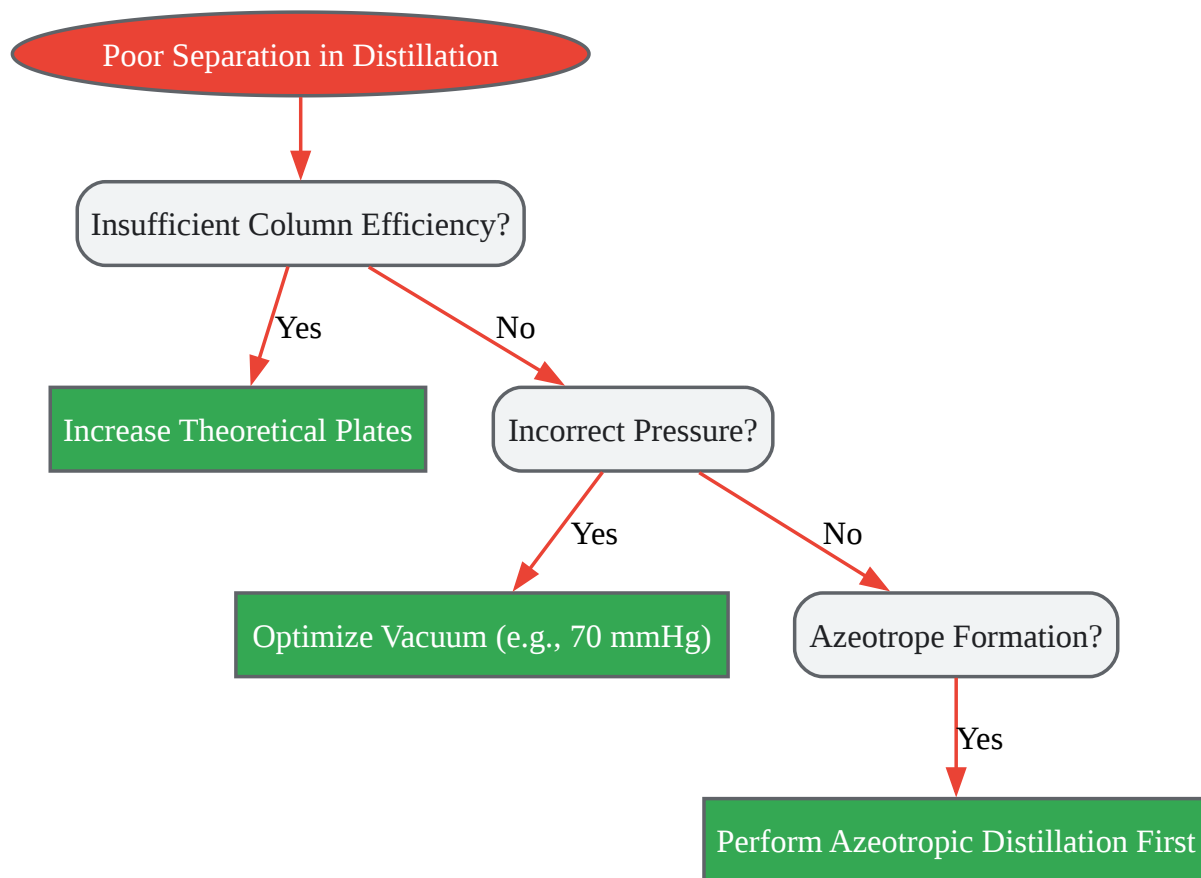 Poor Separation in Distillation
Insufficient Column Efficiency?
Yes
No
Increase Theoretical Plates
Incorrect Pressure?
Yes
No
Optimize Vacuum (e.g., 70 mmHg)
Azeotrope Formation?
Yes
Perform Azeotropic Distillation First